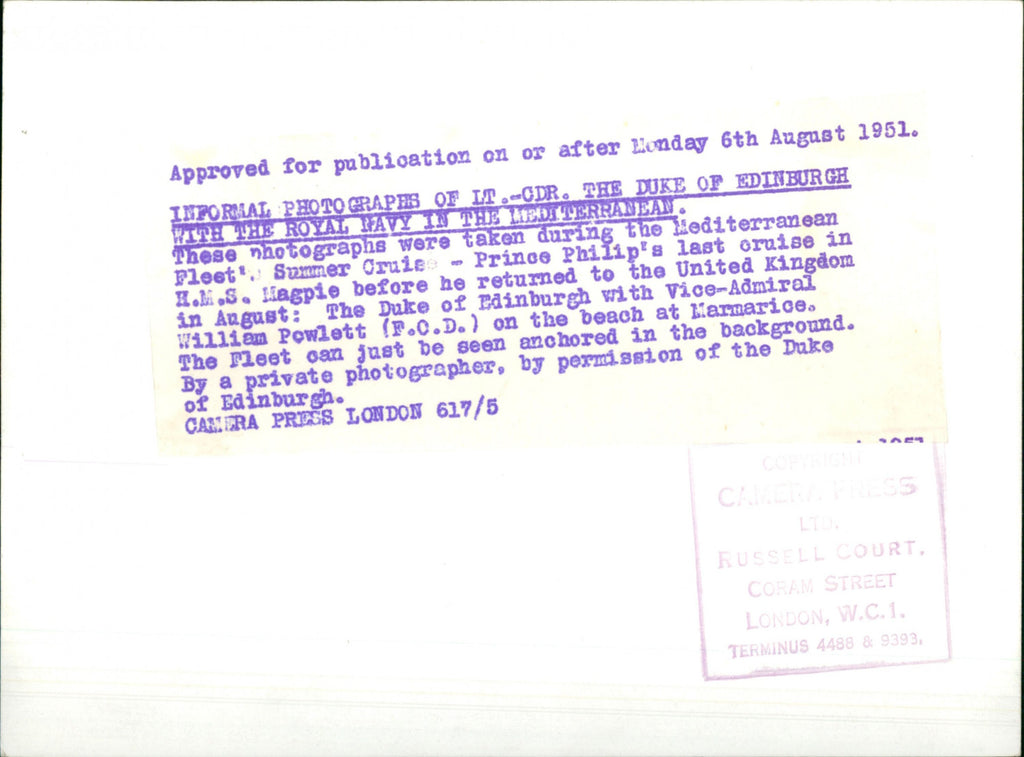 Approved for publication on or after Monday 6th August 1951.
INFORMAL PHOTOGRAPHS OF LT.-CDR. THE DUKE OF EDINBURGH
WITH THE ROYAL NAVY IN THE MEDITERRANEAN.
These photographs were taken during the Mediterranean
Fleet's Summer Cruise - Prince Philip's last cruise in
H.M.S. Magpie before he returned to the United Kingdom
in August: The Duke of Edinburgh with Vice-Admiral
William Powlett (F.C.D.) on the beach at Marmarice.
The Fleet can just be seen anchored in the background.
By a private photographer, by permission of the Duke
of Edinburgh.
CAMERA PRESS LONDON 617/5
1951
COPYRIGHT
CAMERA PRESS
LTD.
RUSSELL COURT.
CORAM STREET
LONDON, W.C.1.
TERMINUS 4488 & 9393.